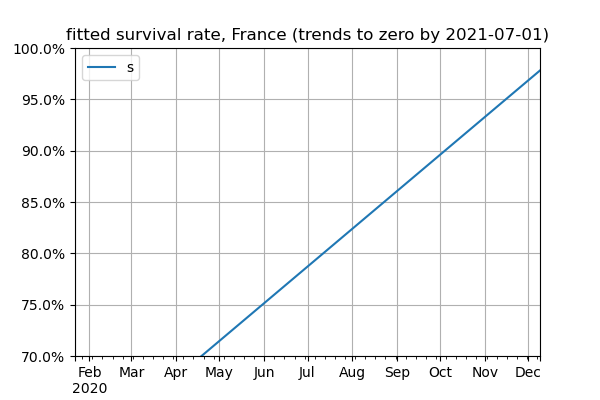 fitted survival rate, France (trends to zero by 2021-07-01)
100.0%
95.0%
90.0%
85.0%
80.0%
75.0%
70.0%
s
Feb Mar Apr May Jun Jul Aug Sep Oct Nov Dec
2020